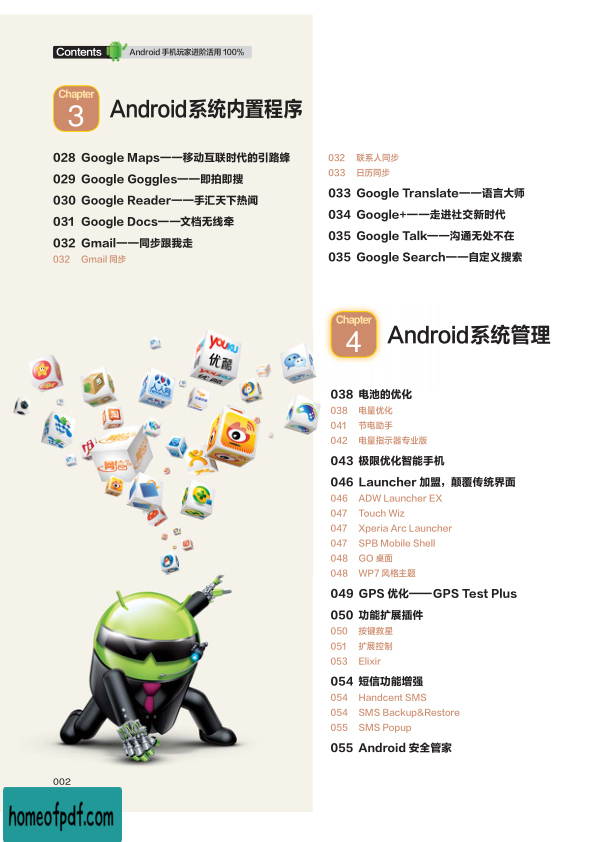 Contents Android 手机玩家进阶活用 100%
Chapter
3
Android系统内置程序
028 Google Maps——移动互联时代的引路蜂
029 Google Goggles——即拍即搜
030 Google Reader——手汇天下热闻
031 Google Docs——文档无线牵
032 Gmail——同步跟我走
032 Gmail 同步
032 联系人同步
033 日历同步
033 Google Translate——语言大师
034 Google+——走进社交新时代
035 Google Talk——沟通无处不在
035 Google Search——自定义搜索
Chapter
4
Android系统管理
038 电池的优化
038 电量优化
041 节电助手
042 电量指示器专业版
043 极限优化智能手机
046 Launcher 加盟，颠覆传统界面
046 ADW Launcher EX
047 Touch Wiz
047 Xperia Arc Launcher
047 SPB Mobile Shell
048 GO 桌面
048 WP7 风格主题
049 GPS 优化——GPS Test Plus
050 功能扩展插件
050 按键救星
051 扩展控制
053 Elixir
054 短信功能增强
054 Handcent SMS
054 SMS Backup&Restore
055 SMS Popup
055 Android 安全管家
YOUKU
优酷
人人网
002
homeofpdf.com